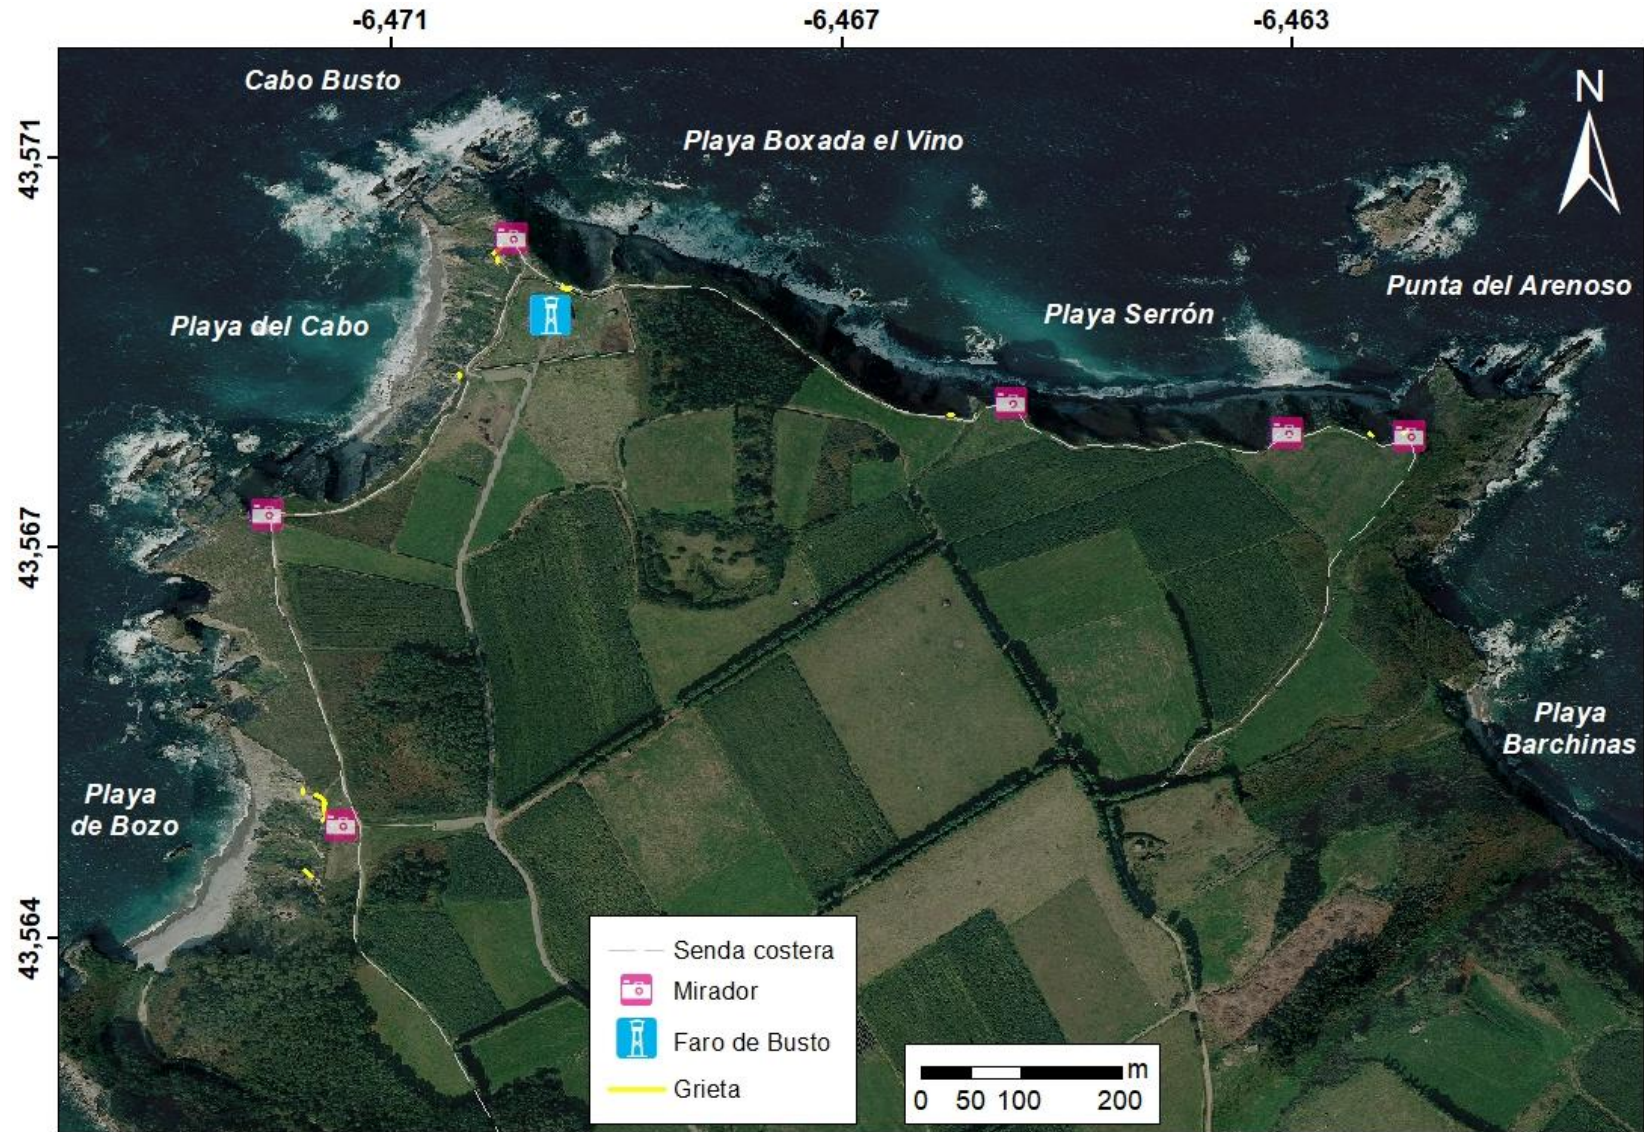 -6,471
-6,467
-6,463
43,571
43,567
43,564
Cabo Busto
Playa Boxada el Vino
N
Punta del Arenoso
Playa del Cabo
Playa Serrón
Playa
Barchinas
Playa
de Bozo
Senda costera
Mirador
Faro de Busto
Grieta
m
0 50 100 200